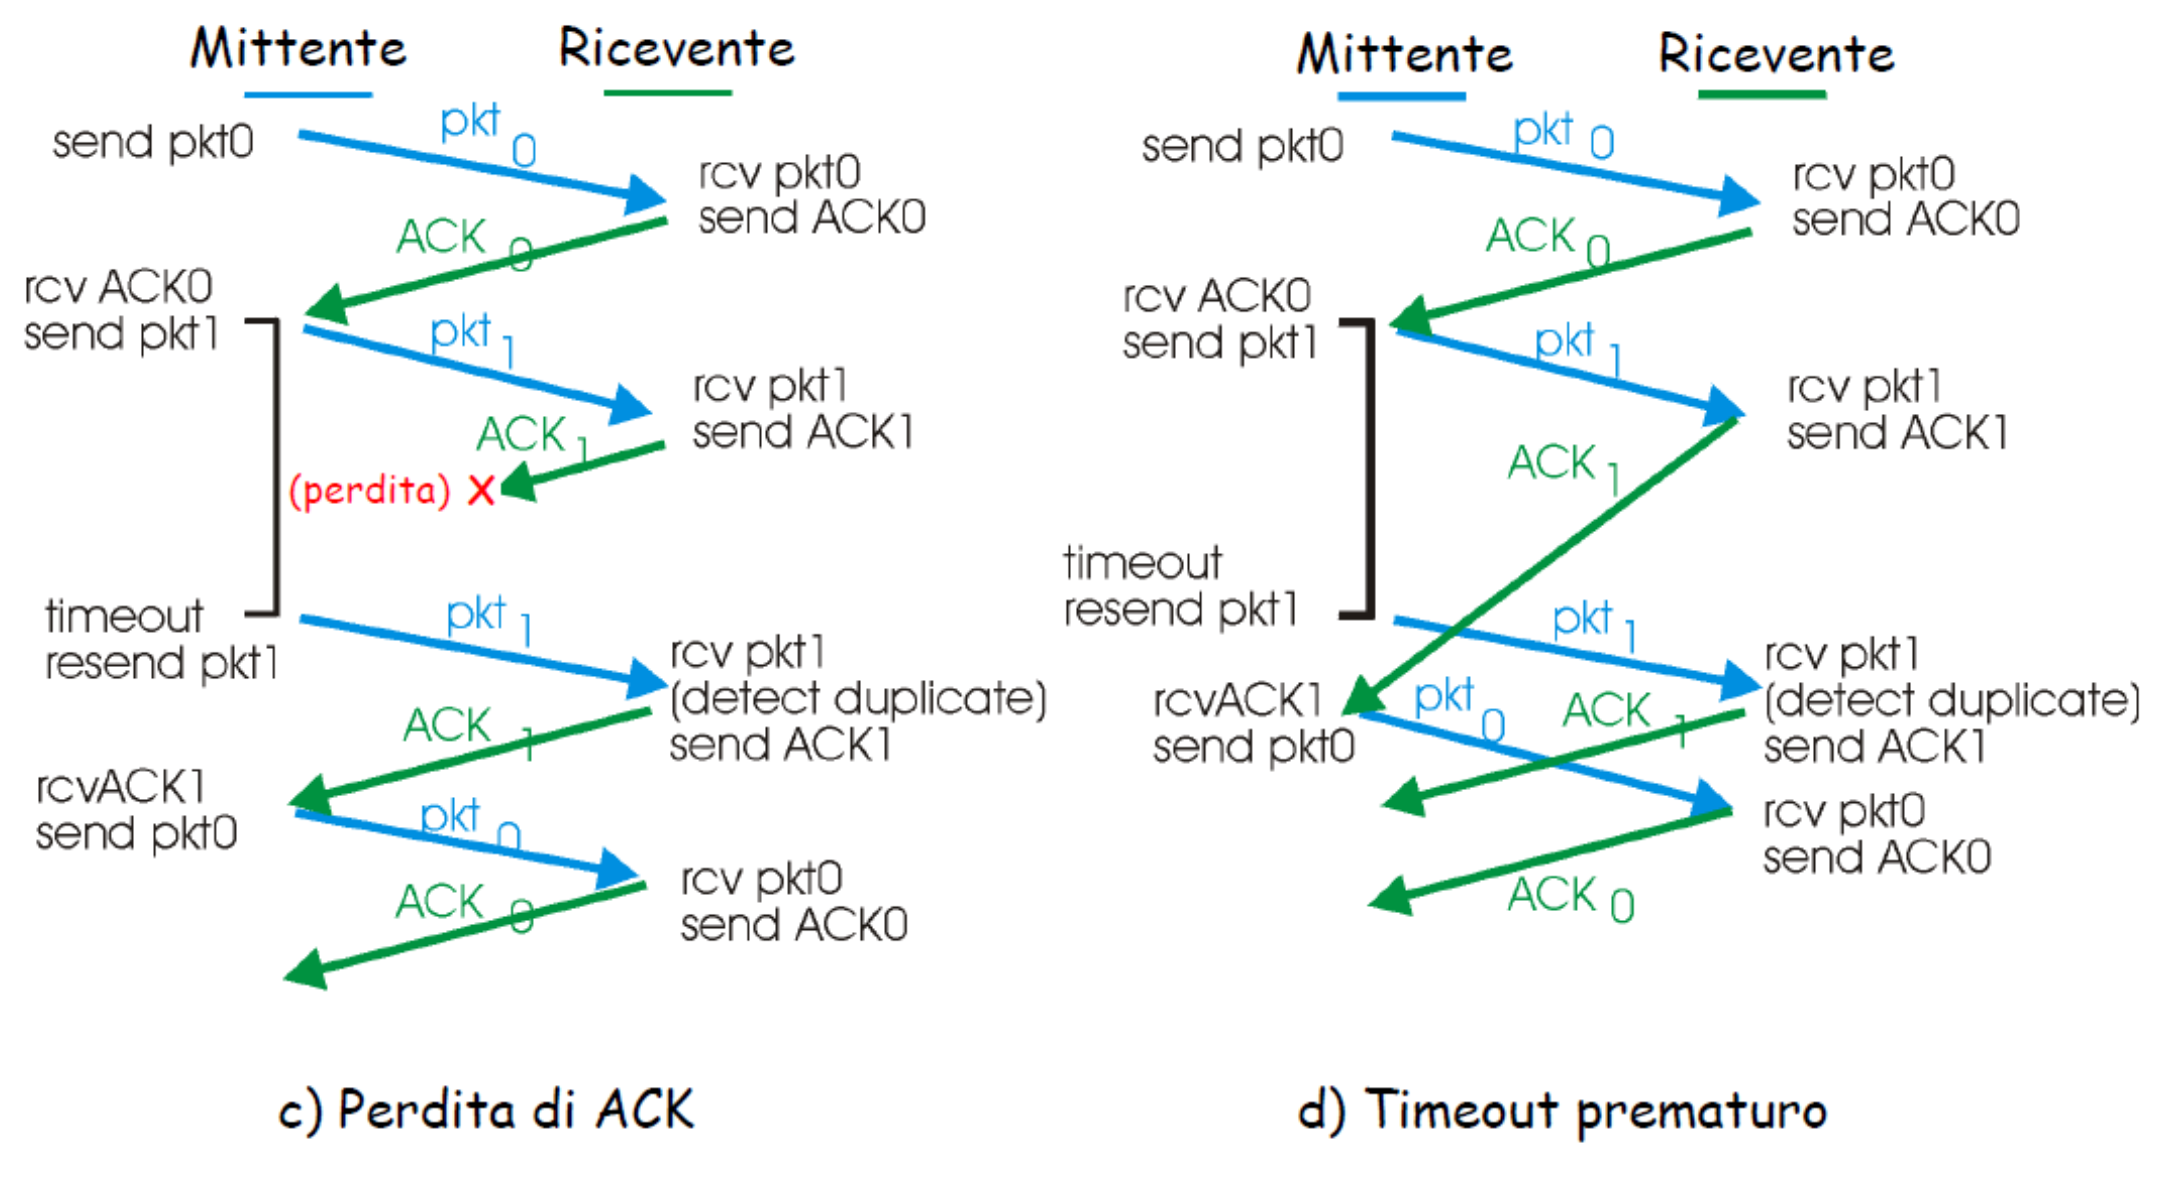 Mittente Ricevente
send pkt0
pkt 0
rcv pkt0
send ACK0
ACK 0
rcv ACK0
send pkt1
pkt 1
rcv pkt1
send ACK1
ACK 1
(perdita) X
timeout
resend pkt1
pkt 1
rcv pkt1
(detect duplicate)
send ACK1
ACK 1
rcvACK1
send pkt0
pkt 0
rcv pkt0
send ACK0
ACK 0
c) Perdita di ACK
Mittente Ricevente
send pkt0
pkt 0
rcv pkt0
send ACK0
ACK 0
rcv ACK0
send pkt1
pkt 1
rcv pkt1
send ACK1
ACK 1
timeout
resend pkt1
pkt 1
rcv pkt1
(detect duplicate)
send ACK1
rcvACK1
send pkt0
pkt 0
ACK 1
rcv pkt0
send ACK0
ACK 0
d) Timeout prematuro